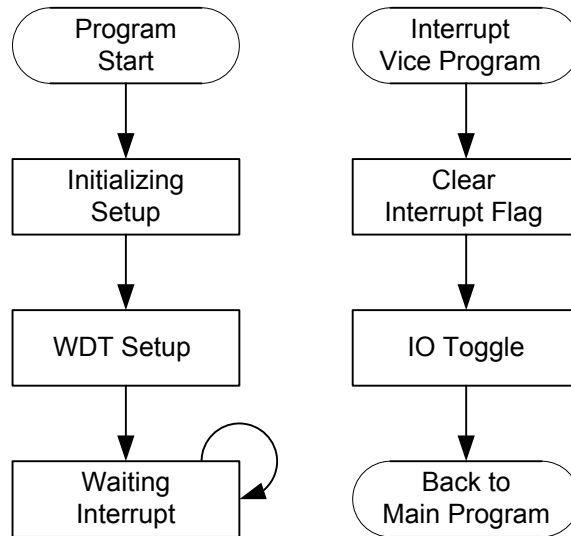 Program
Start
Initializing
Setup
WDT Setup
Waiting
Interrupt
Interrupt
Vice Program
Clear
Interrupt Flag
IO Toggle
Back to
Main Program